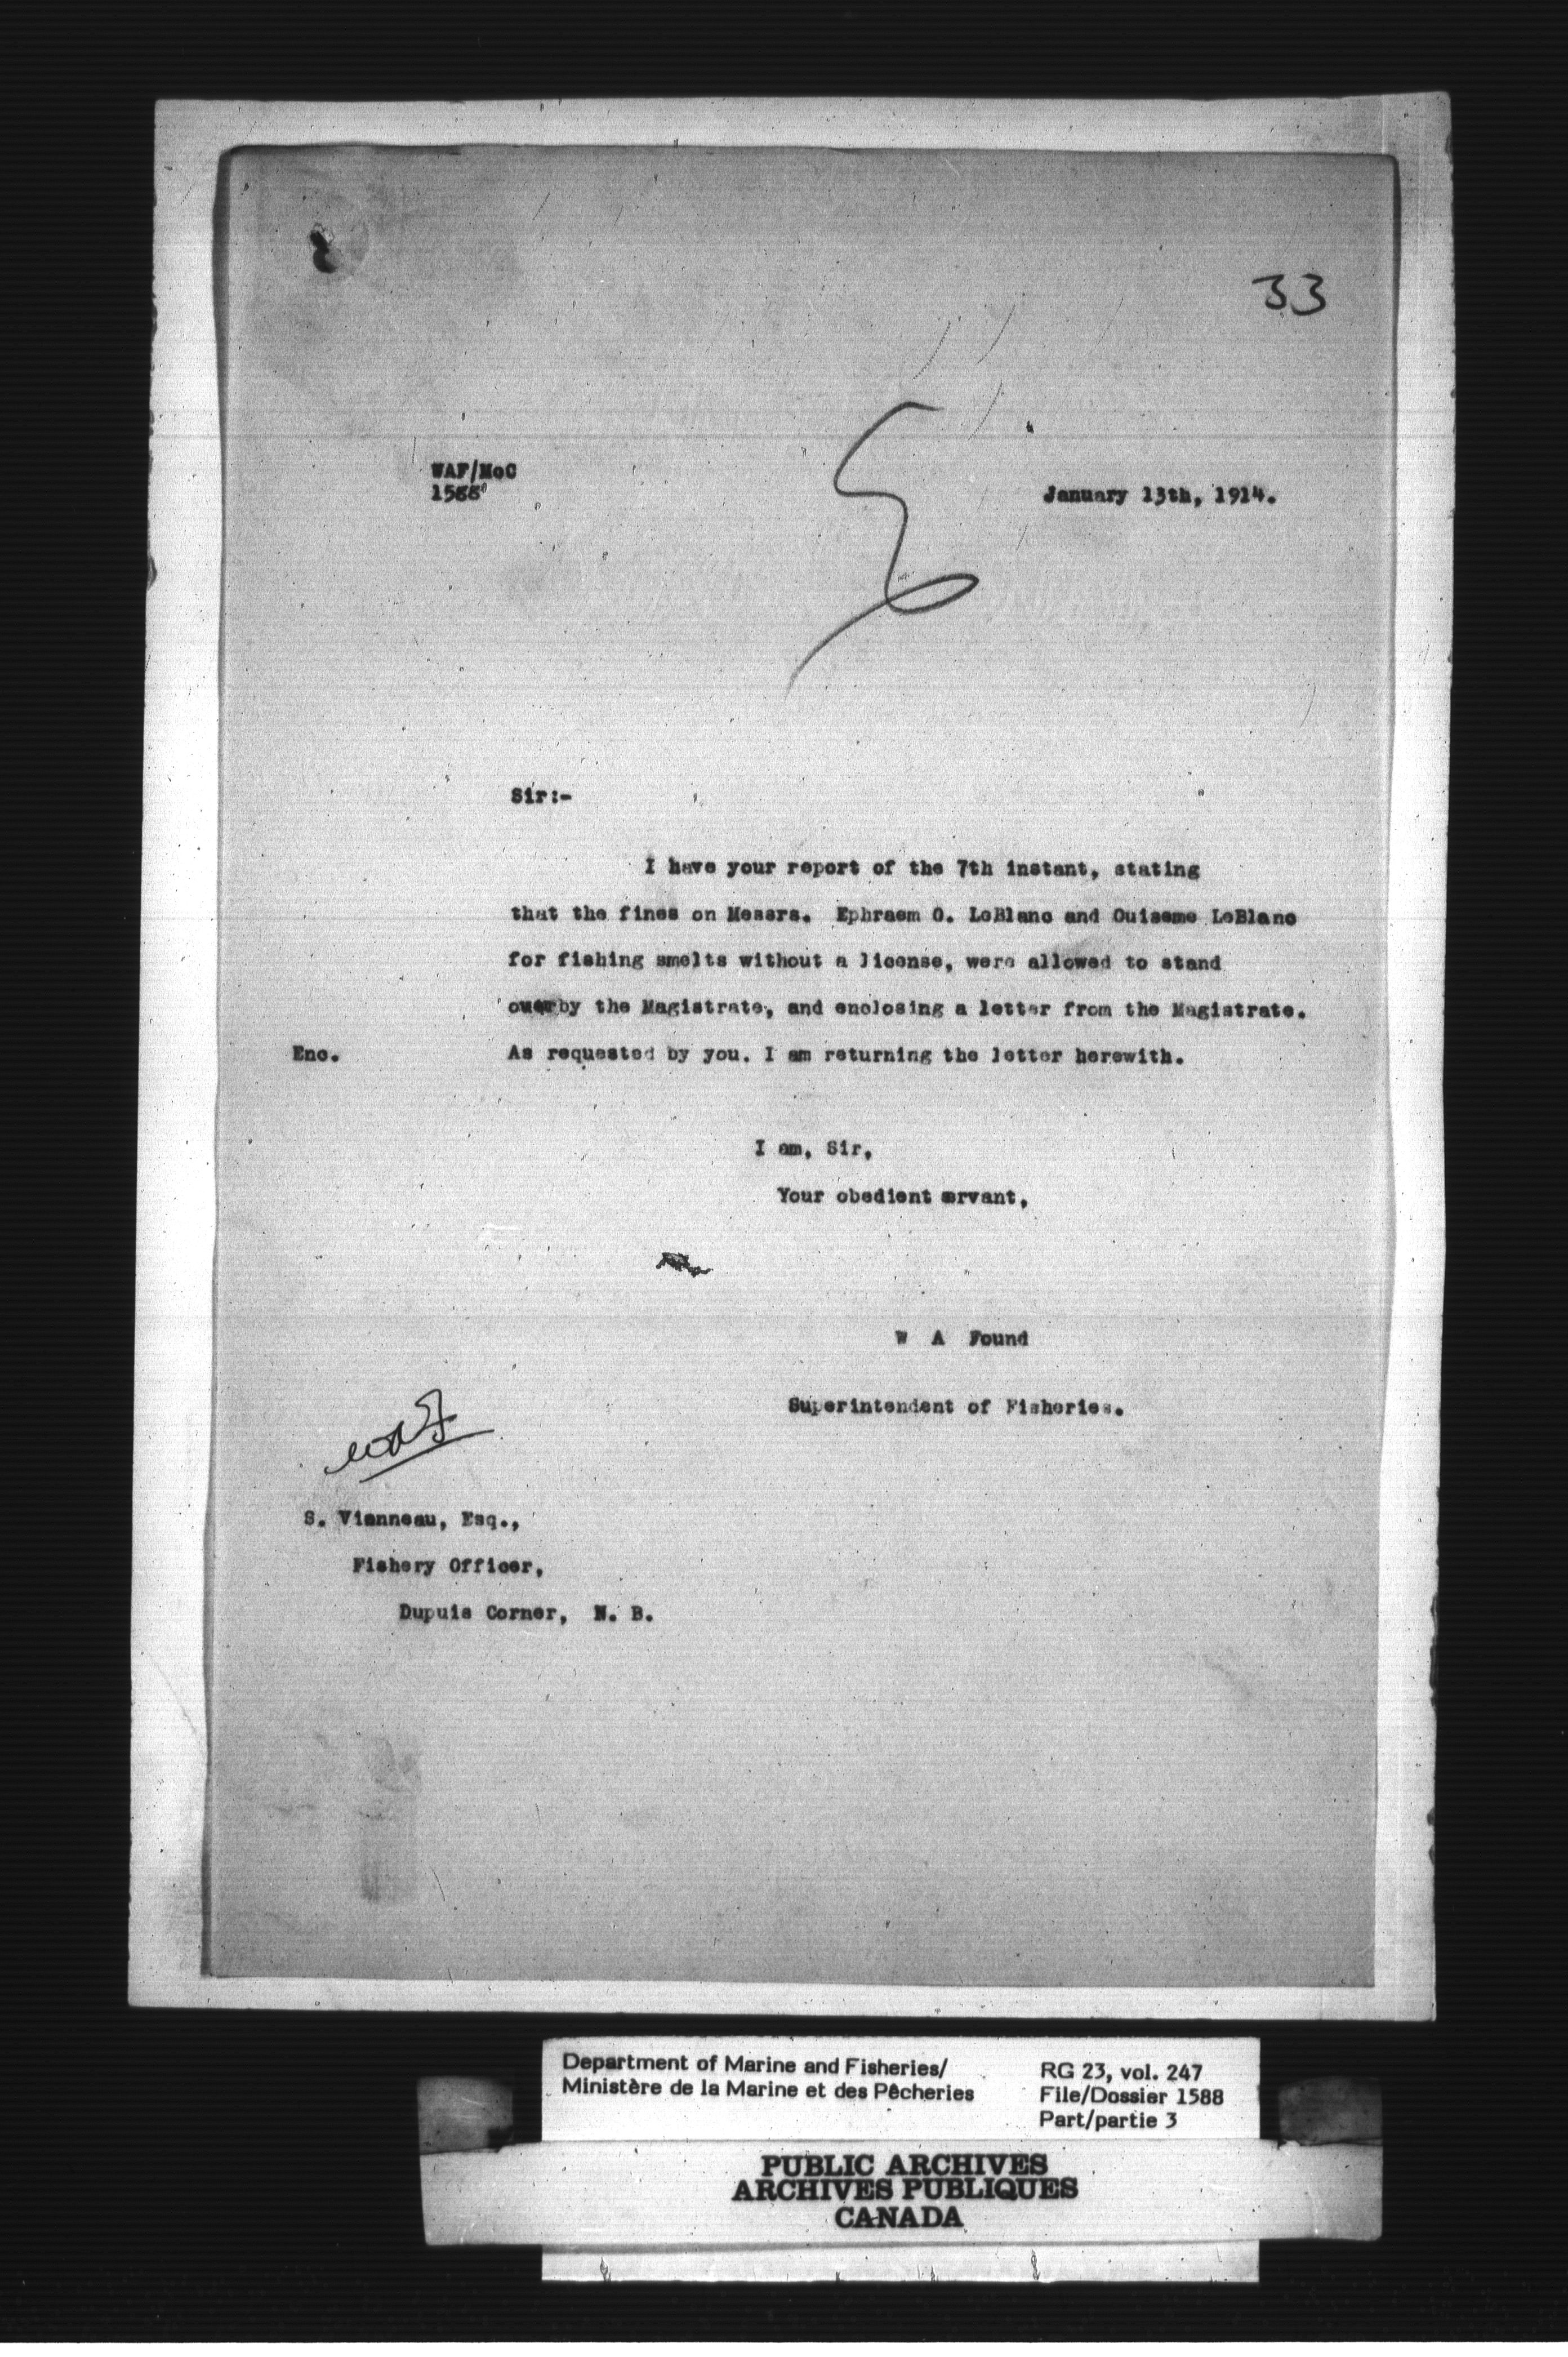 33
WAF/McC
1588
January 13th, 1914.
Sir:-
I have your report of the 7th instant, stating
that the fines on Messrs. Ephraem O. LeBlanc and Ouiseme LeBlanc
for fishing smelts without a license, were allowed to stand
over by the Magistrate, and enclosing a letter from the Magistrate.
Enc. As requested by you. I am returning the letter herewith.
I am, Sir,
Your obedient servant,
W A Found
Superintendent of Fisheries.
WAF
S. Vienneau, Esq.,
Fishery Officer,
Dupuis Corner, N. B.
Department of Marine and Fisheries/ RG 23, vol. 247
Ministère de la Marine et des Pêcheries File/Dossier 1588
Part/partie 3
PUBLIC ARCHIVES
ARCHIVES PUBLIQUES
CANADA